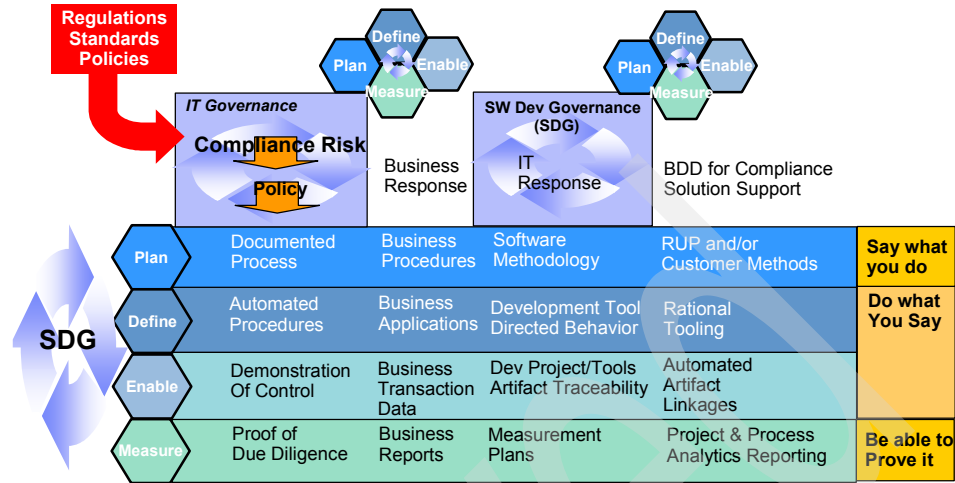 Regulations
Standards
Policies
Define
Plan
Enable
Measure
Define
Plan
Enable
Measure
IT Governance
Compliance Risk
Policy
Business
Response
SW Dev Governance
(SDG)
IT
Response
BDD for Compliance
Solution Support
SDG
Plan
Documented
Process
Business
Procedures
Software
Methodology
RUP and/or
Customer Methods
Say what
you do
Define
Automated
Procedures
Business
Applications
Development Tool
Directed Behavior
Rational
Tooling
Do what
You Say
Enable
Demonstration
Of Control
Business
Transaction
Data
Dev Project/Tools
Artifact Traceability
Automated
Artifact
Linkages
Measure
Proof of
Due Diligence
Business
Reports
Measurement
Plans
Project & Process
Analytics Reporting
Be able to
Prove it